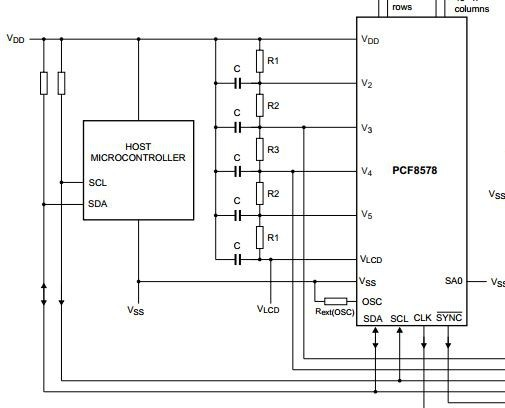 rows
columns
VDD
VDD
C
R1
V2
C
R2
V3
HOST
MICROCONTROLLER
C
R3
V4
PCF8578
SCL
SDA
C
R2
V5
VSS
C
R1
VLCD
VSS
SA0
VSS
VSS
VLCD
Rext(OSC)
OSC
SDA SCL CLK SYNC